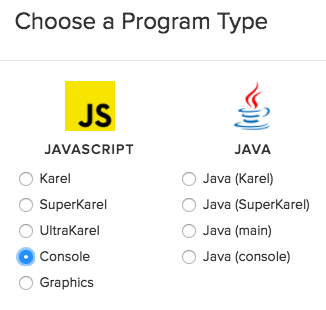 Choose a Program Type
JS
JAVASCRIPT
Karel
SuperKarel
UltraKarel
Console
Graphics
JAVA
Java (Karel)
Java (SuperKarel)
Java (main)
Java (console)